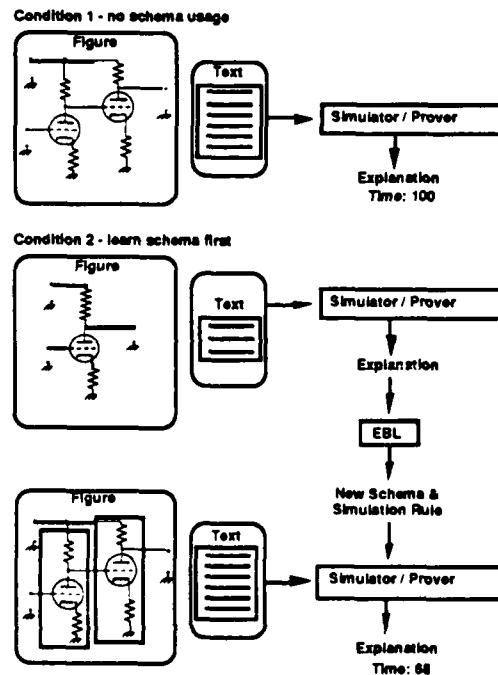 Condition 1 - no schema usage
Figure
Text
Simulator / Prover
Explanation
Time: 100
Condition 2 - learn schema first
Figure
Text
Simulator / Prover
Explanation
EBL
New Schema &
Simulation Rule
Figure
Text
Simulator / Prover
Explanation
Time: 68